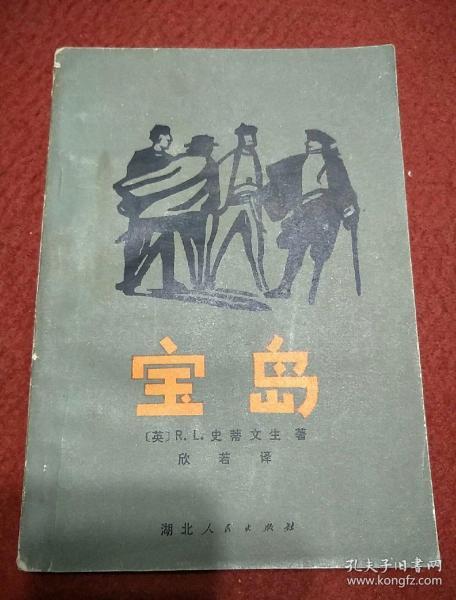 宝岛
〔英〕R.L.史蒂文生 著
欣若 译
湖北人民出版社
孔夫子旧书网
www.kongfz.com